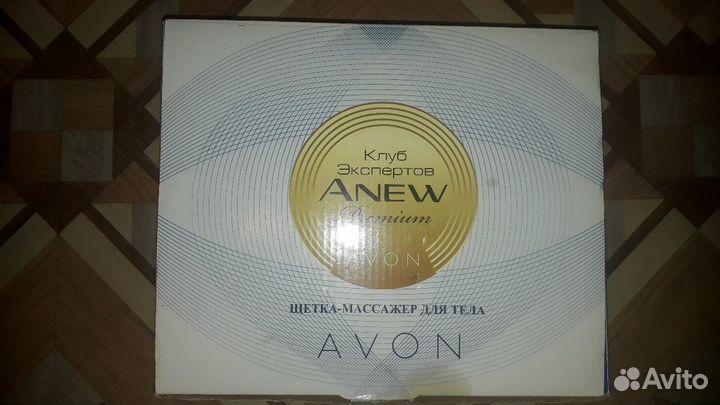 Клуб
Экспертов
ANEW
Premium
AVON
ЩЕТКА-МАССАЖЕР ДЛЯ ТЕЛА
AVON
Avito